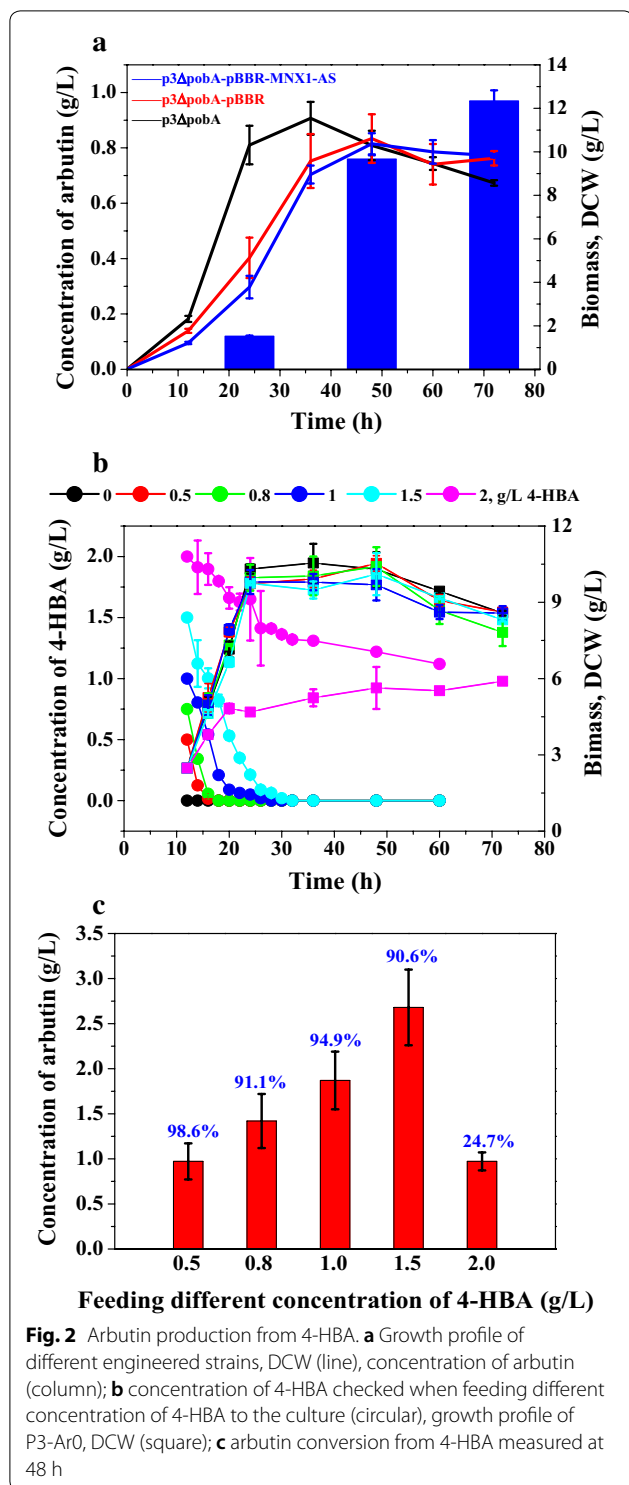 a
p3ΔpobA-pBBR-MNX1-AS
p3ΔpobA-pBBR
p3ΔpobA
Concentration of arbutin (g/L)
1.0
0.8
0.6
0.4
0.2
0.0
14
12
10
8
6
4
2
0
Biomass, DCW (g/L)
0 10 20 30 40 50 60 70 80
Time (h)
b
0 0.5 0.8 1 1.5 2, g/L 4-HBA
Concentration of 4-HBA (g/L)
2.0
1.5
1.0
0.5
0.0
12
9
6
3
0
Bimass, DCW (g/L)
0 10 20 30 40 50 60 70 80
Time (h)
c
Concentration of arbutin (g/L)
3.5
3.0
2.5
2.0
1.5
1.0
0.5
0.0
98.6%
91.1%
94.9%
90.6%
24.7%
0.5 0.8 1.0 1.5 2.0
Feeding different concentration of 4-HBA (g/L)
Fig. 2 Arbutin production from 4-HBA. a Growth profile of
different engineered strains, DCW (line), concentration of arbutin
(column); b concentration of 4-HBA checked when feeding different
concentration of 4-HBA to the culture (circular), growth profile of
P3-Ar0, DCW (square); c arbutin conversion from 4-HBA measured at
48 h